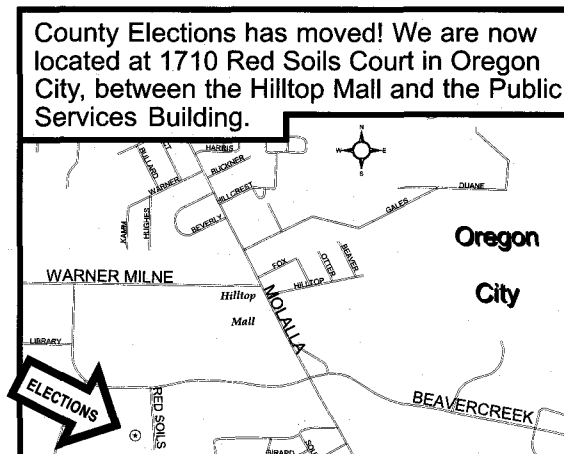 County Elections has moved! We are now
located at 1710 Red Soils Court in Oregon
City, between the Hilltop Mall and the Public
Services Building.
HARRIS
BULLARD
BUCKNER
WARNER
HILLCREST
N
W
E
S
DUANE
GALES
KAMM
HUGHES
BEVERLY
Oregon
City
FOX
OTTER
BEAVER
HILLTOP
WARNER MILNE
Hilltop
Mall
MOLALLA
LIBRARY
ELECTIONS
RED SOILS
BEAVERCREEK
GIRARD